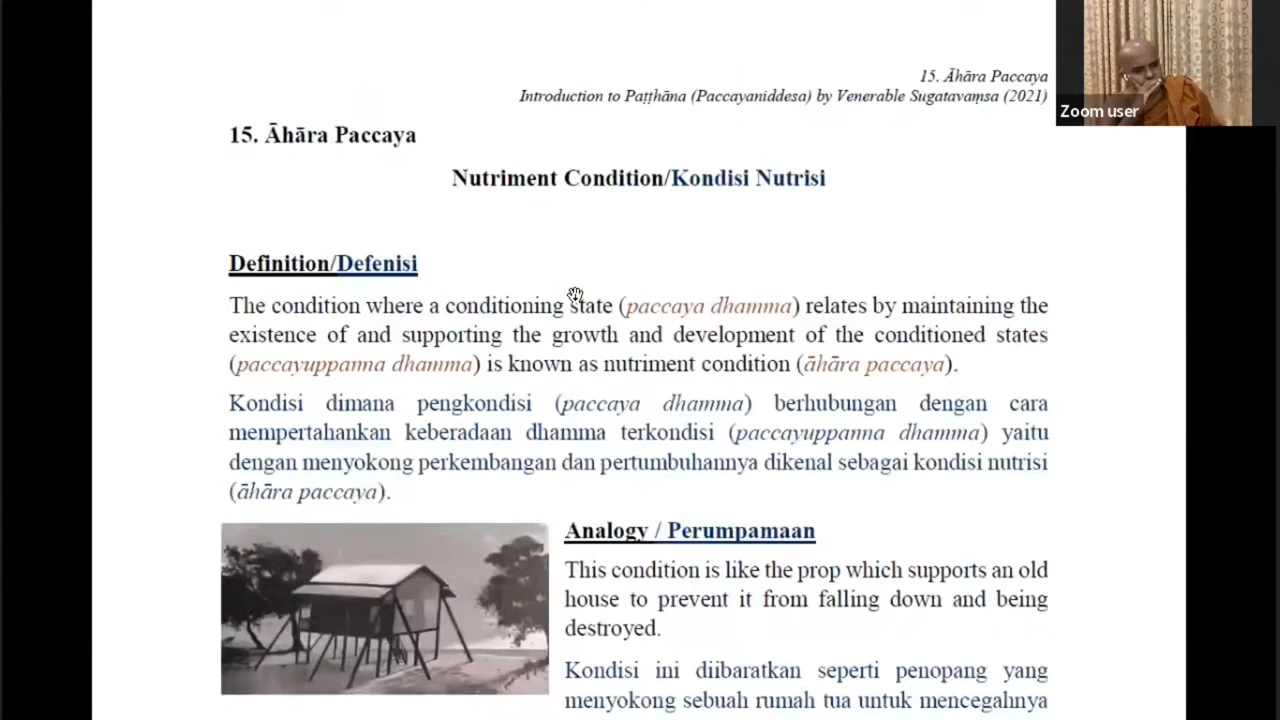 15. Āhāra Paccaya
Introduction to Paṭṭhāna (Paccayaniddesa) by Venerable Sugatavaṃsa (2021)
Zoom user
15. Āhāra Paccaya
Nutriment Condition/Kondisi Nutrisi
Definition/Defenisi
The condition where a conditioning state (paccaya dhamma) relates by maintaining the
existence of and supporting the growth and development of the conditioned states
(paccayuppanna dhamma) is known as nutriment condition (āhāra paccaya).
Kondisi dimana pengkondisi (paccaya dhamma) berhubungan dengan cara
mempertahankan keberadaan dhamma terkondisi (paccayuppanna dhamma) yaitu
dengan menyokong perkembangan dan pertumbuhannya dikenal sebagai kondisi nutrisi
(āhāra paccaya).
Analogy / Perumpamaan
This condition is like the prop which supports an old
house to prevent it from falling down and being
destroyed.
Kondisi ini diibaratkan seperti penopang yang
menyokong sebuah rumah tua untuk mencegahnya